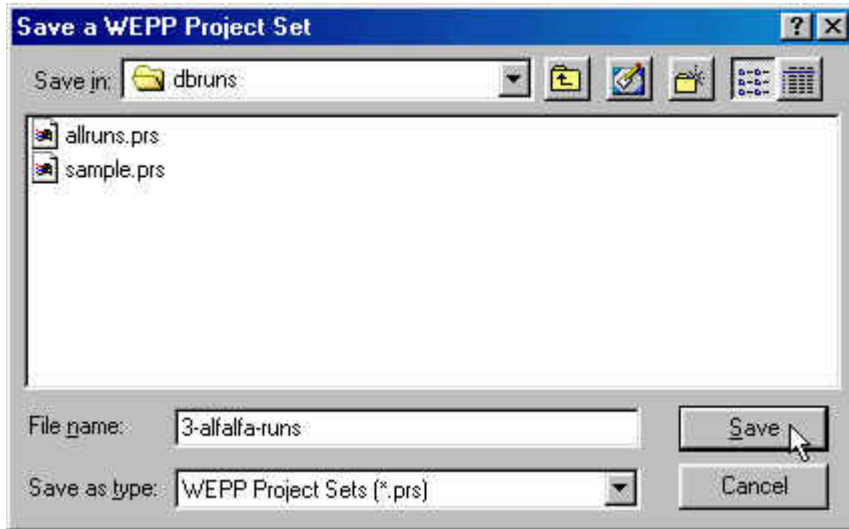 Save a WEPP Project Set
Save in: dbruns
allruns.prs
sample.prs
File name: 3-alfalfa-runs Save
Save as type: WEPP Project Sets (*.prs) Cancel